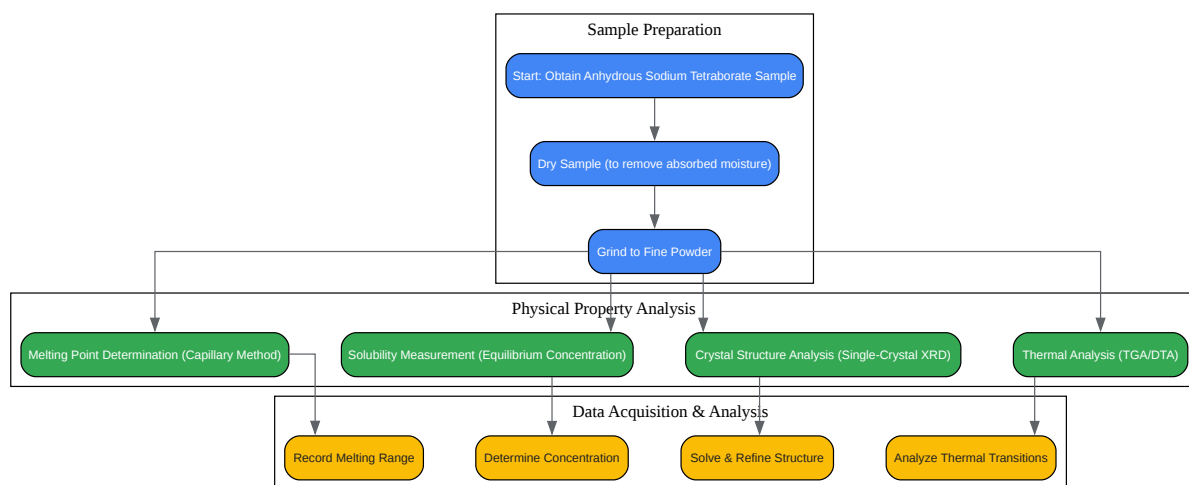 Sample Preparation
Start: Obtain Anhydrous Sodium Tetraborate Sample
Dry Sample (to remove absorbed moisture)
Grind to Fine Powder
Physical Property Analysis
Melting Point Determination (Capillary Method)
Solubility Measurement (Equilibrium Concentration)
Crystal Structure Analysis (Single-Crystal XRD)
Thermal Analysis (TGA/DTA)
Data Acquisition & Analysis
Record Melting Range
Determine Concentration
Solve & Refine Structure
Analyze Thermal Transitions